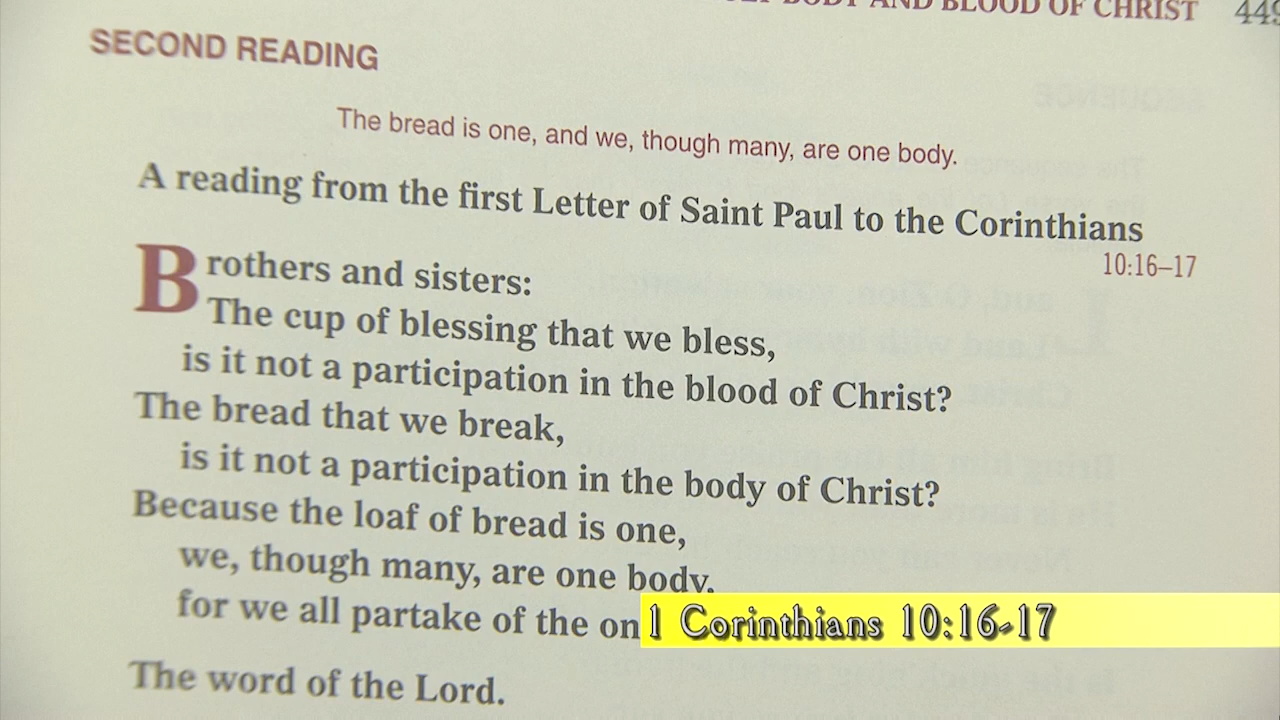 BODY AND BLOOD OF CHRIST 449
SECOND READING
The bread is one, and we, though many, are one body.
A reading from the first Letter of Saint Paul to the Corinthians
10:16–17
Brothers and sisters:
The cup of blessing that we bless,
is it not a participation in the blood of Christ?
The bread that we break,
is it not a participation in the body of Christ?
Because the loaf of bread is one,
we, though many, are one body,
for we all partake of the
1 Corinthians 10:16-17
The word of the Lord.